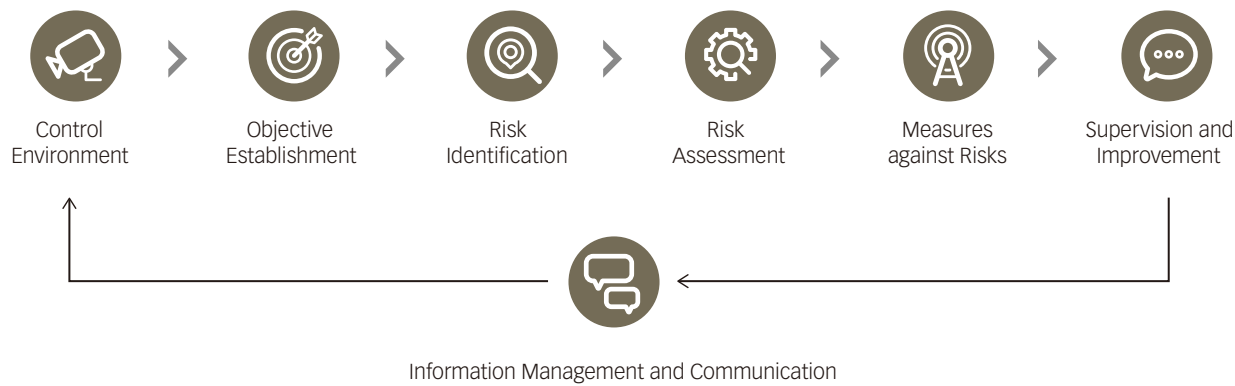 Control
Environment
Objective
Establishment
Risk
Identification
Risk
Assessment
Measures
against Risks
Supervision and
Improvement
Information Management and Communication